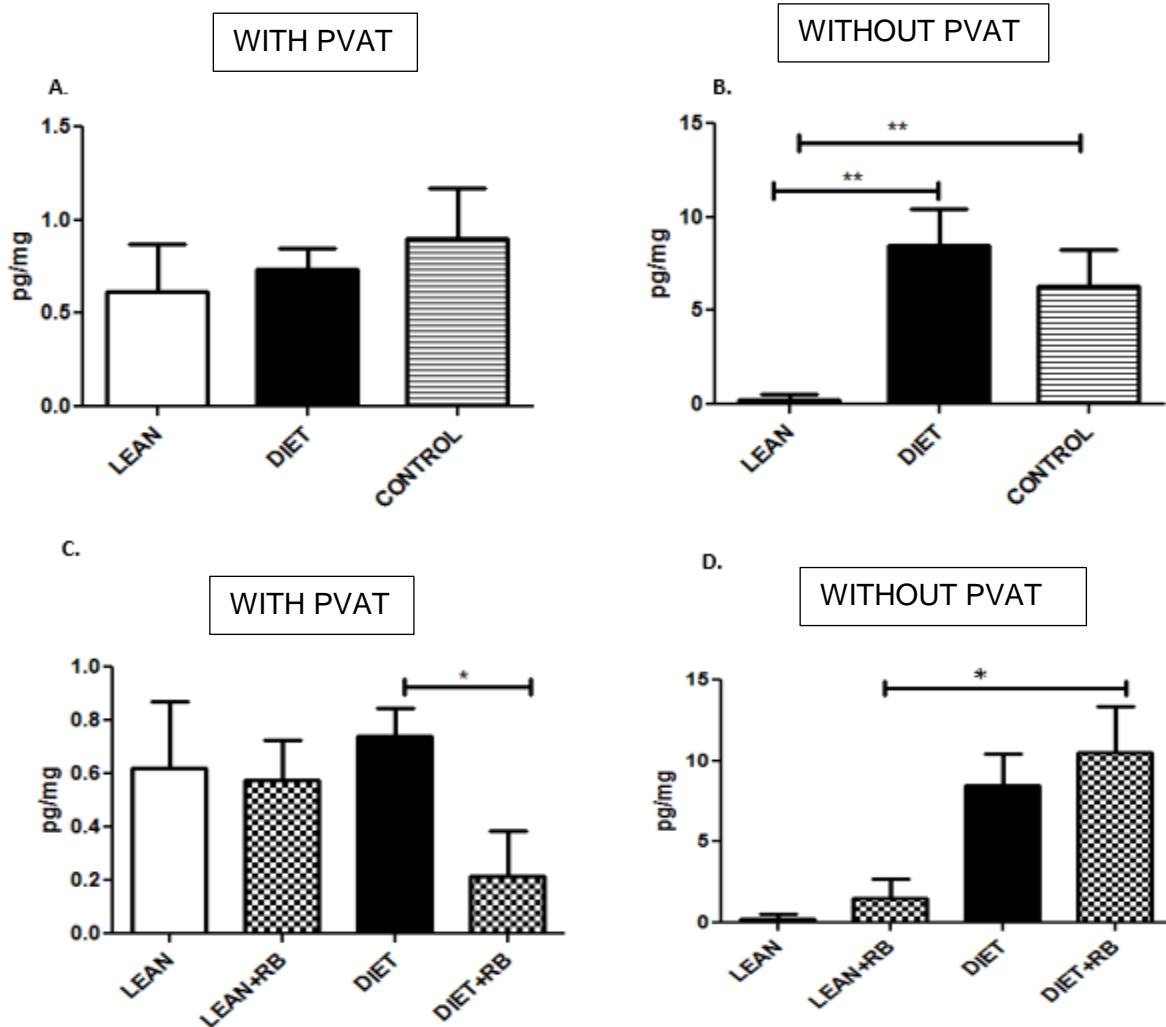 WITH PVAT
WITHOUT PVAT
A.
B.
1.5
1.0
0.5
0.0
pg/mg
LEAN
DIET
CONTROL
15
10
5
0
pg/mg
**
**
LEAN
DIET
CONTROL
C.
D.
WITH PVAT
WITHOUT PVAT
1.0
0.8
0.6
0.4
0.2
0.0
pg/mg
*
LEAN
LEAN+RB
DIET
DIET+RB
15
10
5
0
pg/mg
*
LEAN
LEAN+RB
DIET
DIET+RB